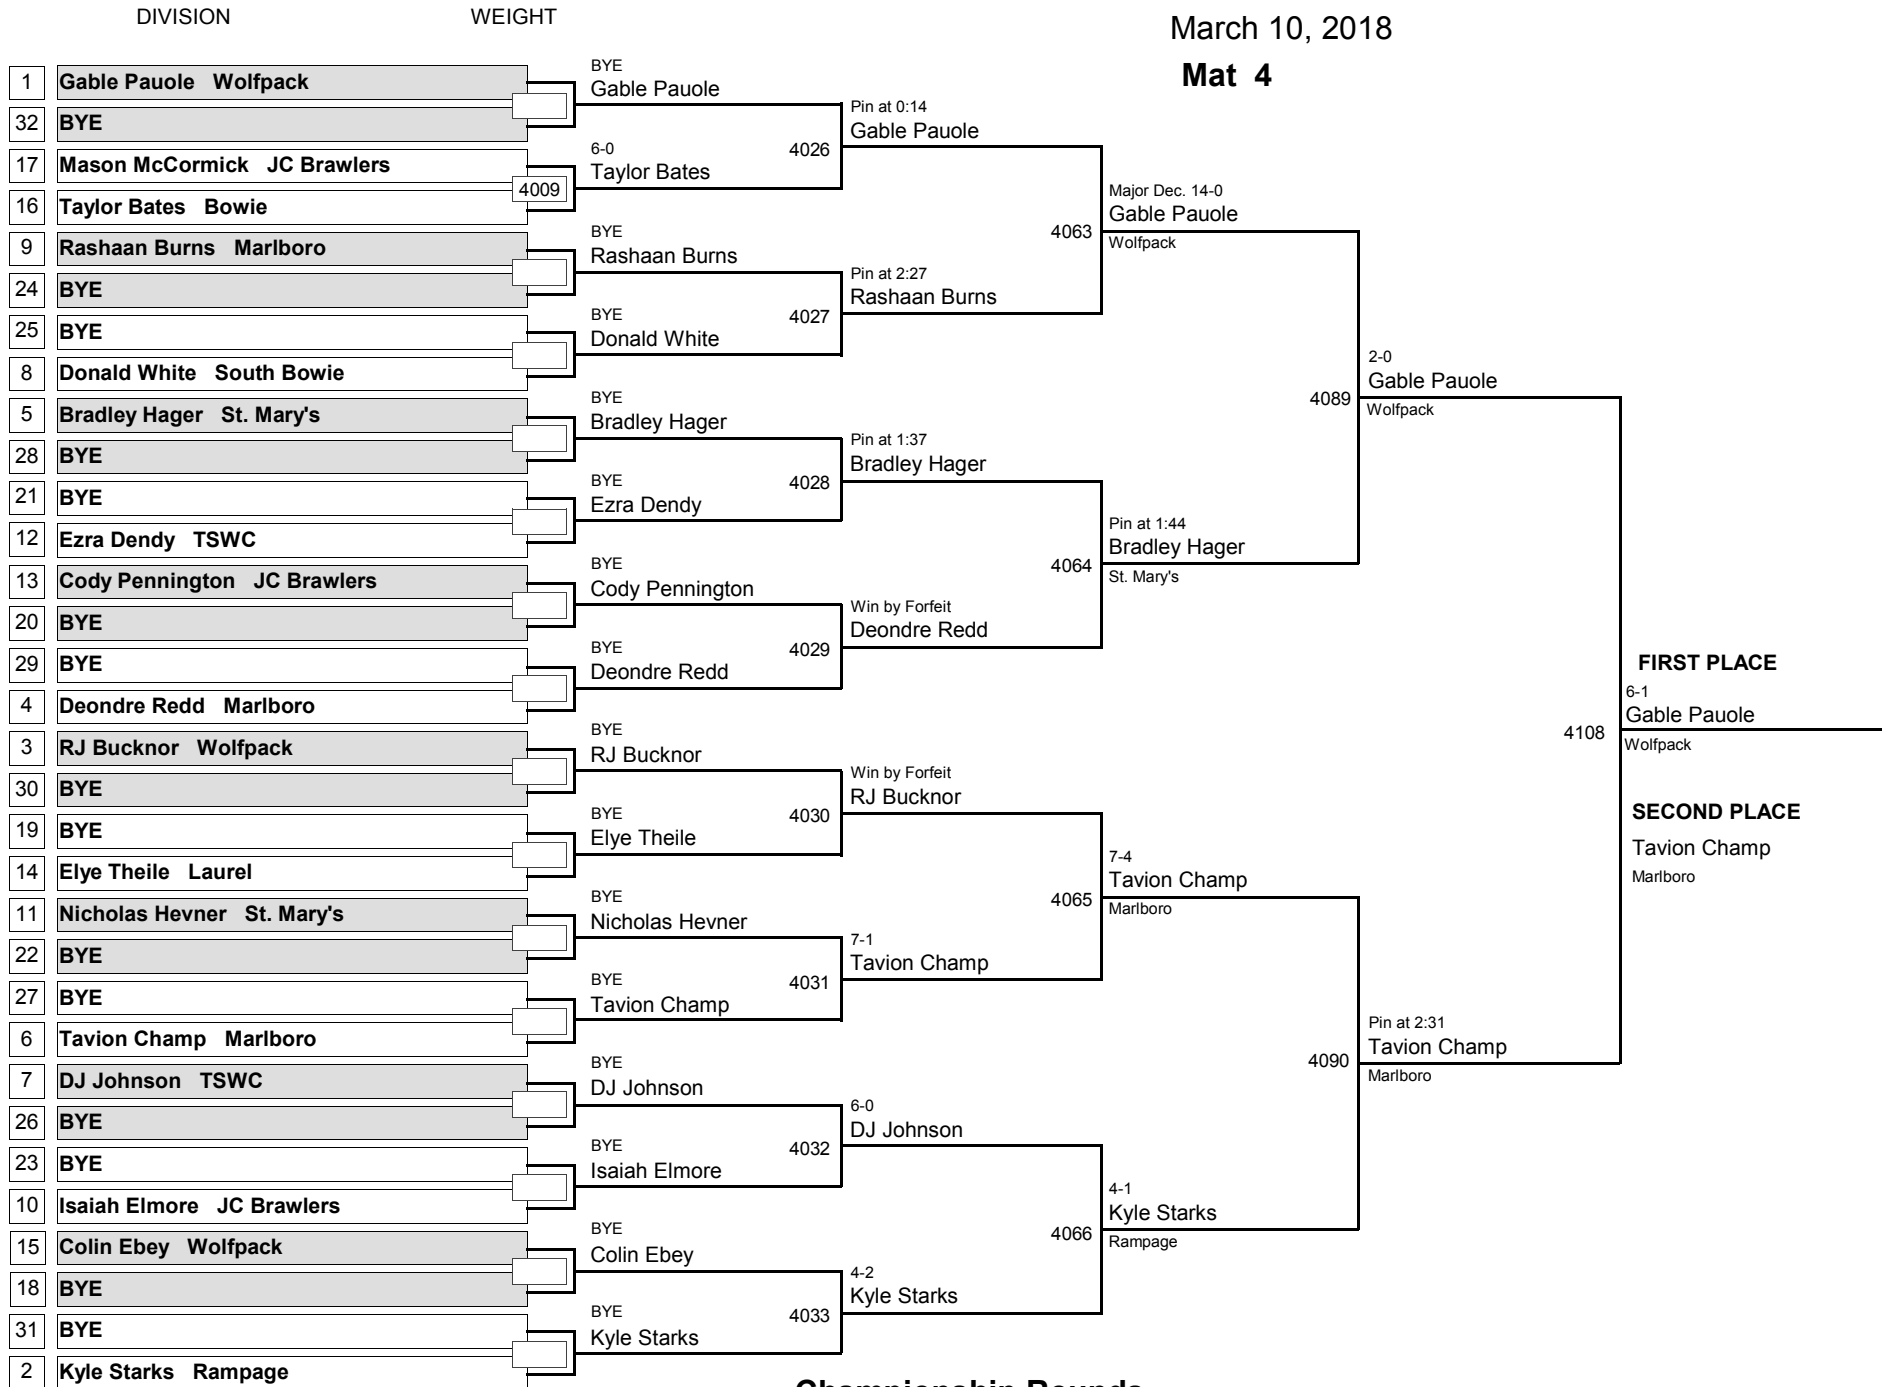 DIVISION WEIGHT
March 10, 2018
Mat 4
1 Gable Pauole Wolfpack
32 BYE
17 Mason McCormick JC Brawlers
4009
16 Taylor Bates Bowie
9 Rashaan Burns Marlboro
24 BYE
25 BYE
8 Donald White South Bowie
5 Bradley Hager St. Mary's
28 BYE
21 BYE
12 Ezra Dendy TSWC
13 Cody Pennington JC Brawlers
20 BYE
29 BYE
4 Deondre Redd Marlboro
3 RJ Bucknor Wolfpack
30 BYE
19 BYE
14 Elye Theile Laurel
11 Nicholas Hevner St. Mary's
22 BYE
27 BYE
6 Tavion Champ Marlboro
7 DJ Johnson TSWC
26 BYE
23 BYE
10 Isaiah Elmore JC Brawlers
15 Colin Ebey Wolfpack
18 BYE
31 BYE
2 Kyle Starks Rampage
BYE
Gable Pauole
4026
6-0
Taylor Bates
BYE
Rashaan Burns
4027
BYE
Donald White
BYE
Bradley Hager
4028
BYE
Ezra Dendy
BYE
Cody Pennington
4029
BYE
Deondre Redd
BYE
RJ Bucknor
4030
BYE
Elye Theile
BYE
Nicholas Hevner
4031
BYE
Tavion Champ
BYE
DJ Johnson
4032
BYE
Isaiah Elmore
BYE
Colin Ebey
4033
BYE
Kyle Starks
Pin at 0:14
Gable Pauole
4063
Pin at 2:27
Rashaan Burns
Pin at 1:37
Bradley Hager
4064
Win by Forfeit
Deondre Redd
Win by Forfeit
RJ Bucknor
4065
7-1
Tavion Champ
6-0
DJ Johnson
4066
4-2
Kyle Starks
Major Dec. 14-0
Gable Pauole
Wolfpack
4089
Pin at 1:44
Bradley Hager
St. Mary's
7-4
Tavion Champ
Marlboro
4090
4-1
Kyle Starks
Rampage
2-0
Gable Pauole
Wolfpack
4108
Pin at 2:31
Tavion Champ
Marlboro
FIRST PLACE
6-1
Gable Pauole
Wolfpack
SECOND PLACE
Tavion Champ
Marlboro
Championship Rounds